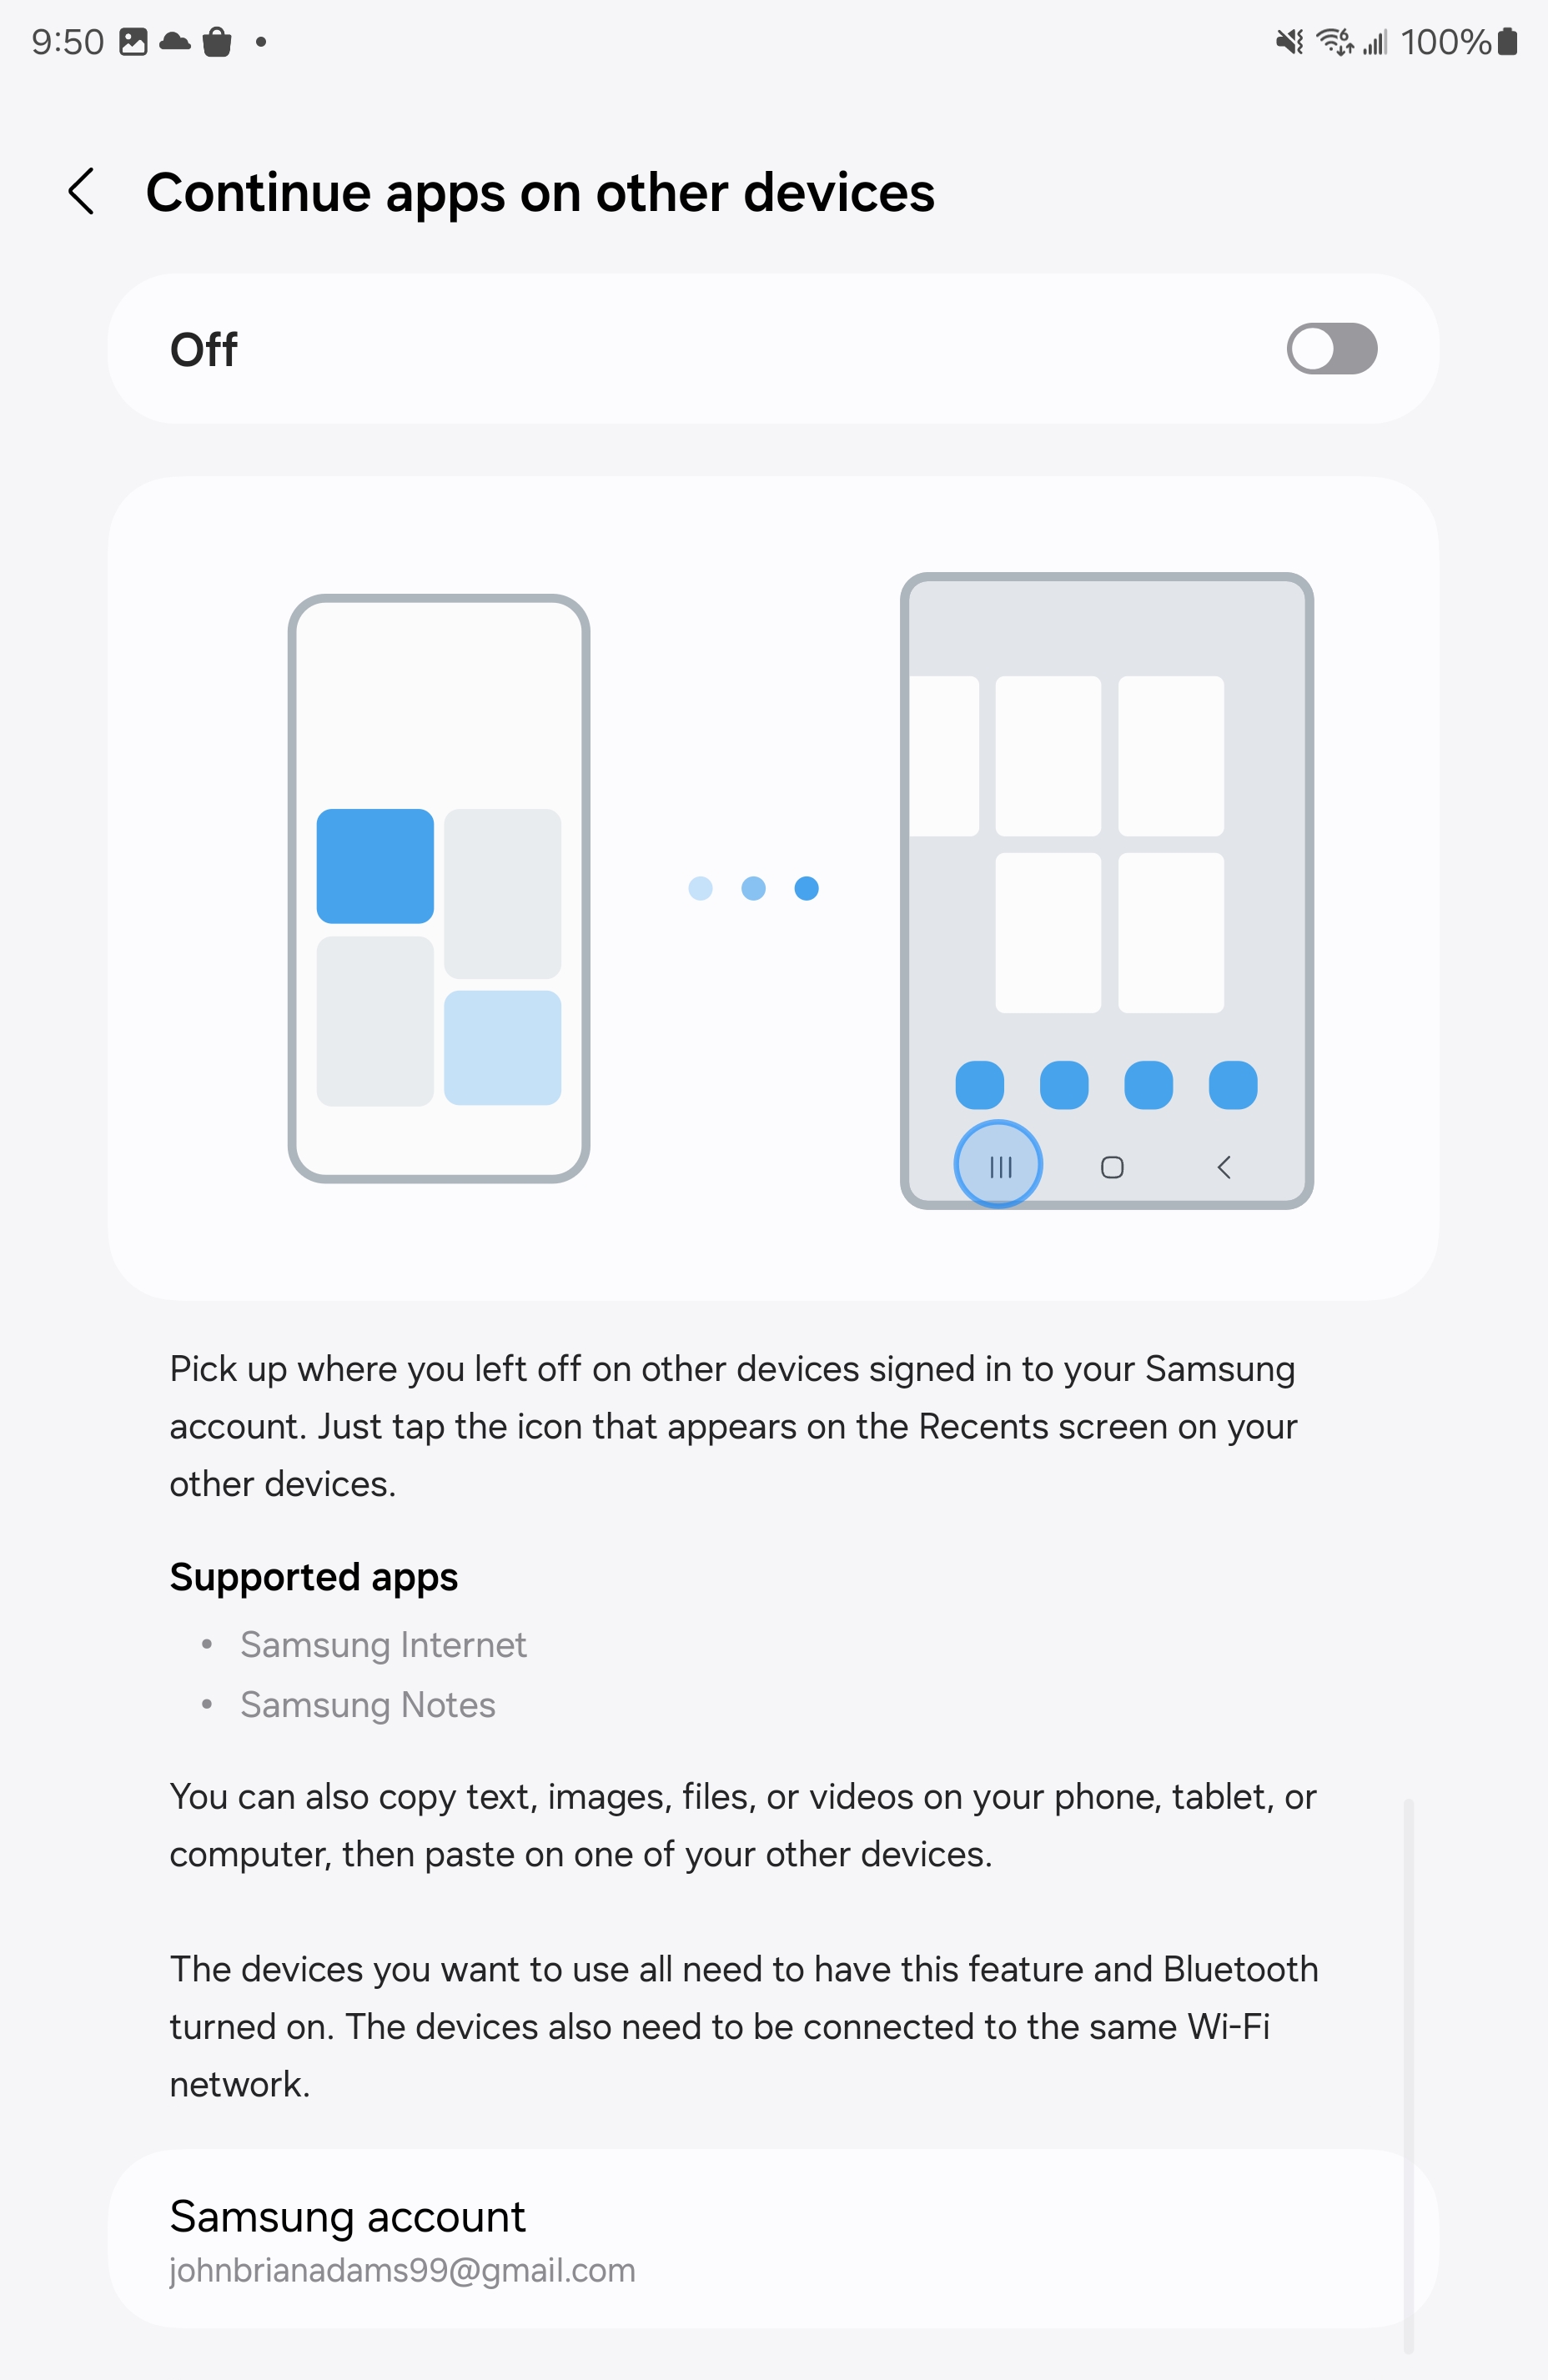 9:50
100%
Continue apps on other devices
Off
Pick up where you left off on other devices signed in to your Samsung
account. Just tap the icon that appears on the Recents screen on your
other devices.
Supported apps
• Samsung Internet
• Samsung Notes
You can also copy text, images, files, or videos on your phone, tablet, or
computer, then paste on one of your other devices.
The devices you want to use all need to have this feature and Bluetooth
turned on. The devices also need to be connected to the same Wi-Fi
network.
Samsung account
johnbrianadams99@gmail.com